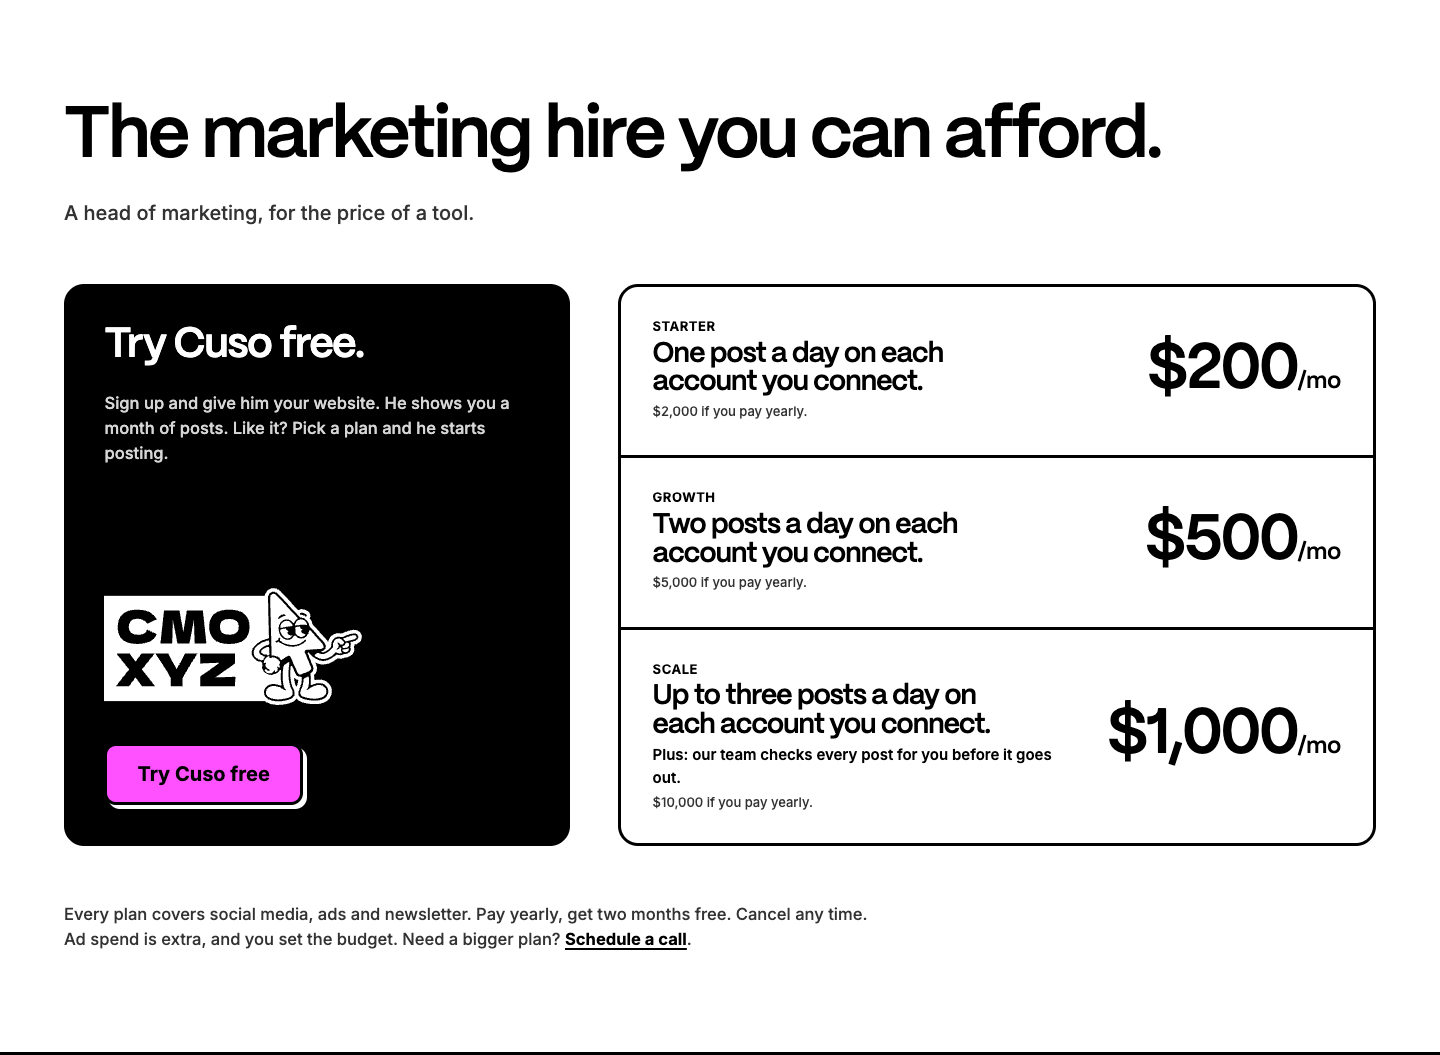 The marketing hire you can afford.
A head of marketing, for the price of a tool.
Try Cuso free.
Sign up and give him your website. He shows you a
month of posts. Like it? Pick a plan and he starts
posting.
CMO
XYZ
Try Cuso free
STARTER
One post a day on each
account you connect.
$2,000 if you pay yearly.
$200/mo
GROWTH
Two posts a day on each
account you connect.
$5,000 if you pay yearly.
$500/mo
SCALE
Up to three posts a day on
each account you connect.
Plus: our team checks every post for you before it goes
out.
$10,000 if you pay yearly.
$1,000/mo
Every plan covers social media, ads and newsletter. Pay yearly, get two months free. Cancel any time.
Ad spend is extra, and you set the budget. Need a bigger plan? Schedule a call.